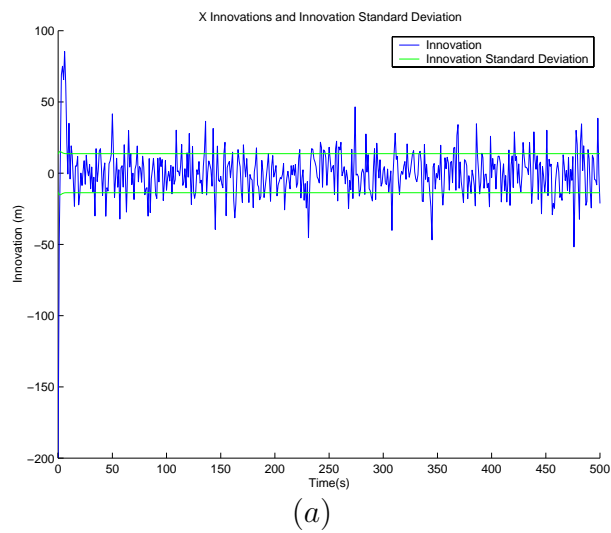 X Innovations and Innovation Standard Deviation
Innovation
Innovation Standard Deviation
100
50
0
−50
−100
−150
−200
Innovation (m)
0 50 100 150 200 250 300 350 400 450 500
Time(s)
(a)